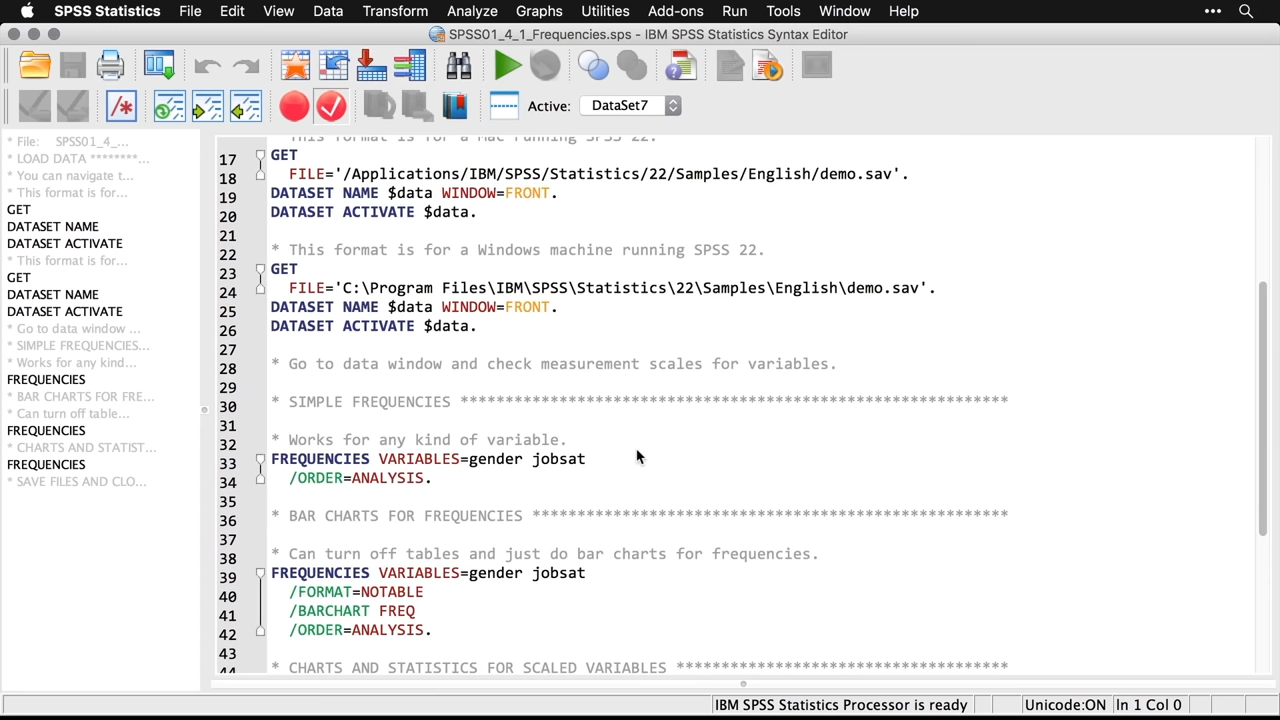 SPSS Statistics File Edit View Data Transform Analyze Graphs Utilities Add-ons Run Tools Window Help
SPSS01_4_1_Frequencies.sps - IBM SPSS Statistics Syntax Editor
Active: DataSet7
* File: SPSS01_4_...
* LOAD DATA ********...
* You can navigate t...
* This format is for...
GET
DATASET NAME
DATASET ACTIVATE
* This format is for...
GET
DATASET NAME
DATASET ACTIVATE
* Go to data window ...
* SIMPLE FREQUENCIES...
* Works for any kind...
FREQUENCIES
* BAR CHARTS FOR FRE...
* Can turn off table...
FREQUENCIES
* CHARTS AND STATIST...
FREQUENCIES
* SAVE FILES AND CLO...
This format is for a Mac running SPSS 22.
17 GET
18 FILE='/Applications/IBM/SPSS/Statistics/22/Samples/English/demo.sav'.
19 DATASET NAME $data WINDOW=FRONT.
20 DATASET ACTIVATE $data.
21
22 * This format is for a Windows machine running SPSS 22.
23 GET
24 FILE='C:\Program Files\IBM\SPSS\Statistics\22\Samples\English\demo.sav'.
25 DATASET NAME $data WINDOW=FRONT.
26 DATASET ACTIVATE $data.
27
28 * Go to data window and check measurement scales for variables.
29
30 * SIMPLE FREQUENCIES *************************************************************
31
32 * Works for any kind of variable.
33 FREQUENCIES VARIABLES=gender jobsat
34 /ORDER=ANALYSIS.
35
36 * BAR CHARTS FOR FREQUENCIES *****************************************************
37
38 * Can turn off tables and just do bar charts for frequencies.
39 FREQUENCIES VARIABLES=gender jobsat
40 /FORMAT=NOTABLE
41 /BARCHART FREQ
42 /ORDER=ANALYSIS.
43
44 * CHARTS AND STATISTICS FOR SCALED VARIABLES *************************************
IBM SPSS Statistics Processor is ready Unicode:ON In 1 Col 0